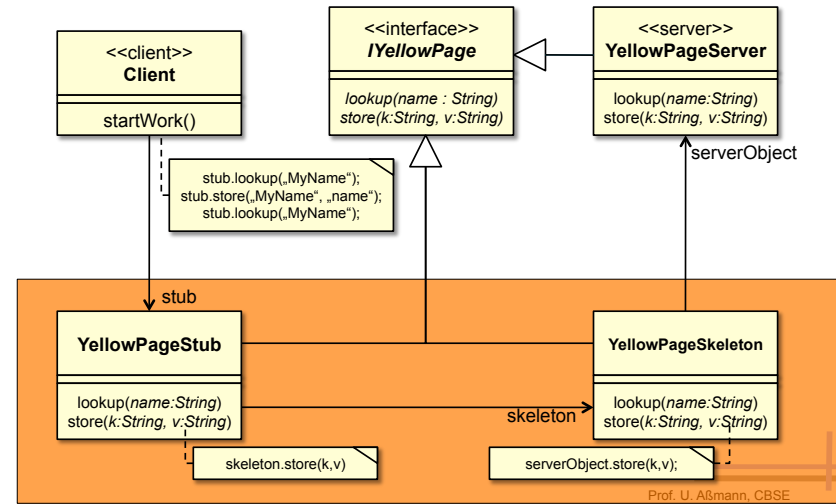 <<client>>
Client
startWork()
<<interface>>
IYellowPage
lookup(name : String)
store(k:String, v:String)
<<server>>
YellowPageServer
lookup(name:String)
store(k:String, v:String)
serverObject
stub.lookup(„MyName“);
stub.store(„MyName“, „name“);
stub.lookup(„MyName“);
stub
YellowPageStub
lookup(name:String)
store(k:String, v:String)
skeleton.store(k,v)
skeleton
YellowPageSkeleton
lookup(name:String)
store(k:String, v:String)
serverObject.store(k,v);
Prof. U. Aßmann, CBSE